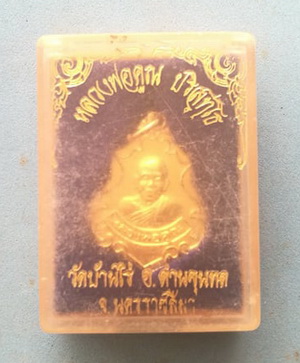 หลวงพ่อคูณ ปริสุทฺโธ
วัดบ้านไร่ อ.ด่านขุนทด
จ.นครราชสีมา